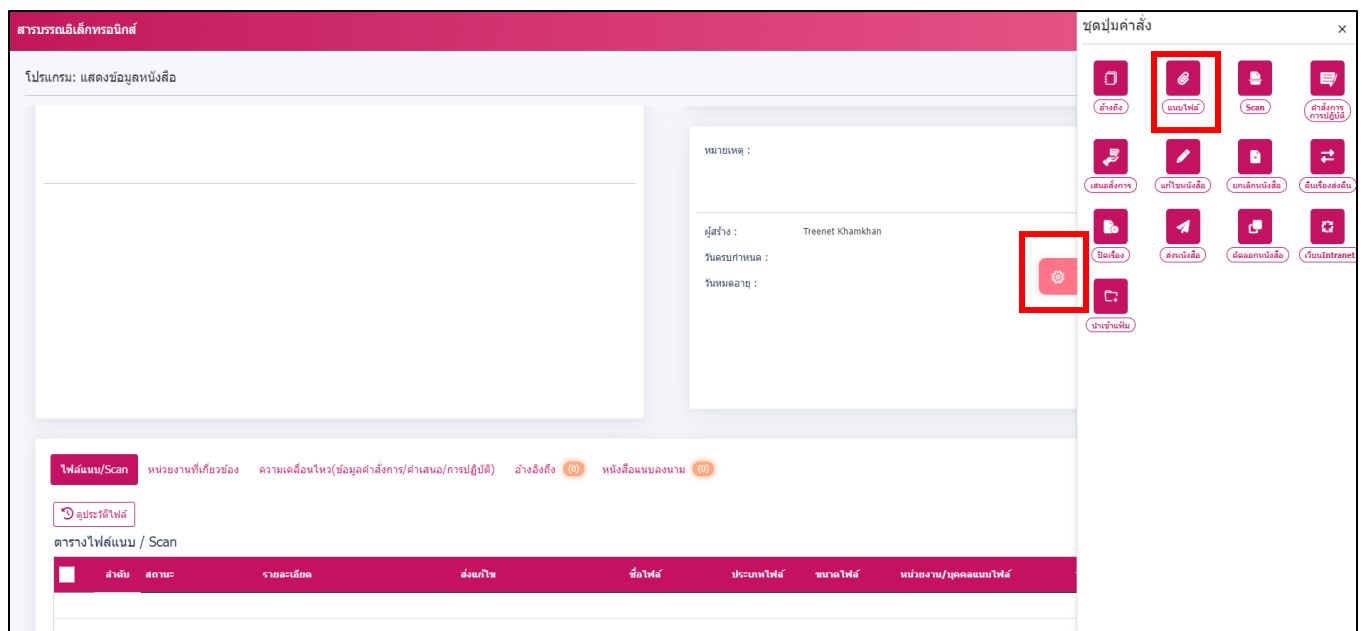 สารบรรณอิเล็กทรอนิกส์
โปรแกรม: แสดงข้อมูลหนังสือ
หมายเหตุ :
ผู้สร้าง : Treenet Khamkhan
วันครบกำหนด :
วันหมดอายุ :
ชุดปุ่มคำสั่ง ×
อ้างถึง แนบไฟล์ Scan คำสั่งการ
การปฏิบัติ
เสนอสั่งการ แก้ไขหนังสือ ยกเลิกหนังสือ คืนเรื่องส่งคืน
ปิดเรื่อง ส่งหนังสือ คัดลอกหนังสือ เวียนIntranet
นำเข้าแฟ้ม
ไฟล์แนบ/Scan หน่วยงานที่เกี่ยวข้อง ความเคลื่อนไหว(ข้อมูลคำสั่งการ/คำเสนอ/การปฏิบัติ) อ้างอิงถึง (0) หนังสือแนบลงนาม (0)
ดูประวัติไฟล์
ตารางไฟล์แนบ / Scan
ลำดับ สถานะ รายละเอียด ส่งแก้ไข ชื่อไฟล์ ประเภทไฟล์ ขนาดไฟล์ หน่วยงาน/บุคคลแนบไฟล์